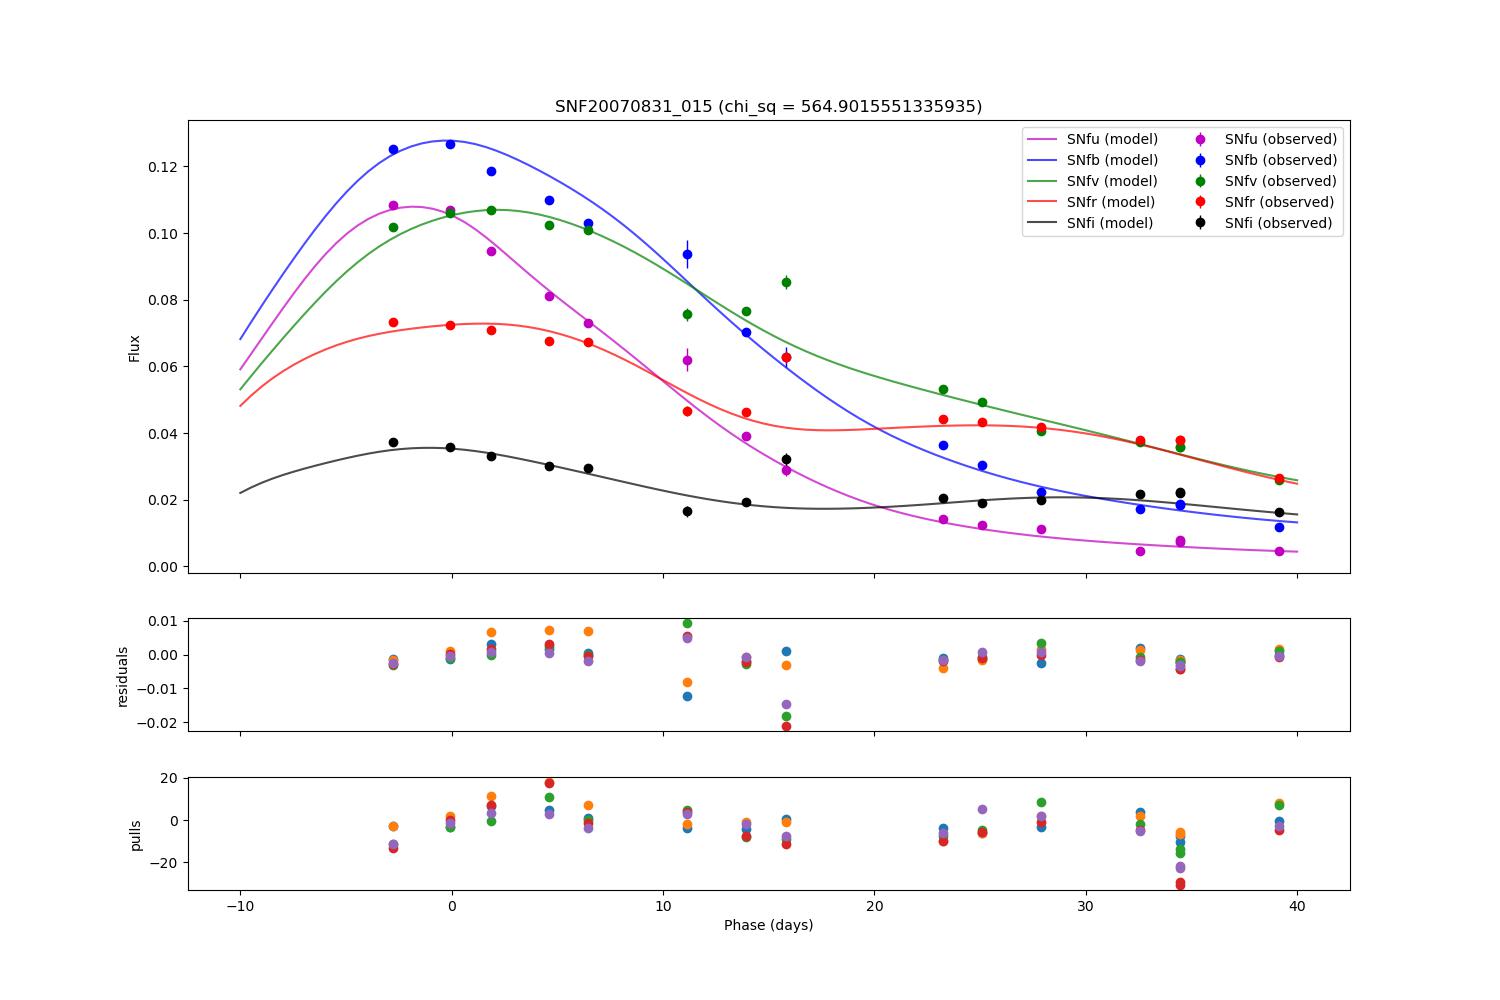 SNF20070831_015 (chi_sq = 564.9015551335935)
SNfu (model) SNfu (observed)
SNfb (model) SNfb (observed)
SNfv (model) SNfv (observed)
SNfr (model) SNfr (observed)
SNfi (model) SNfi (observed)
Flux
0.12
0.10
0.08
0.06
0.04
0.02
0.00
residuals
0.01
0.00
−0.01
−0.02
pulls
20
0
−20
−10 0 10 20 30 40
Phase (days)